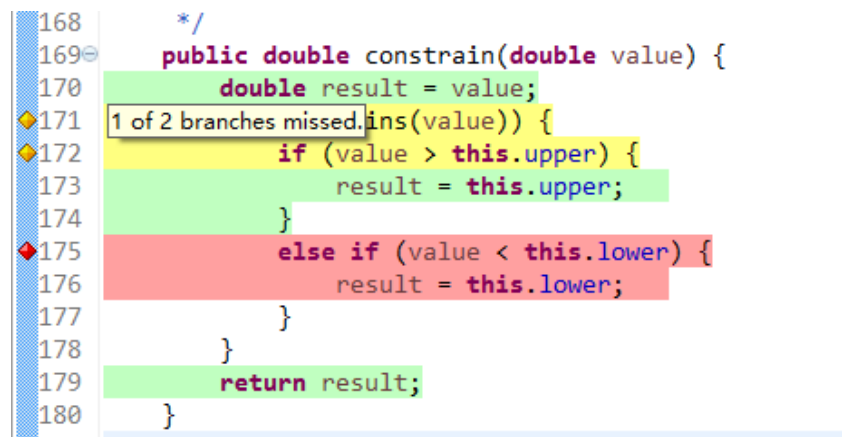 168 */
169 public double constrain(double value) {
170 double result = value;
171 1 of 2 branches missed. ins(value)) {
172 if (value > this.upper) {
173 result = this.upper;
174 }
175 else if (value < this.lower) {
176 result = this.lower;
177 }
178 }
179 return result;
180 }